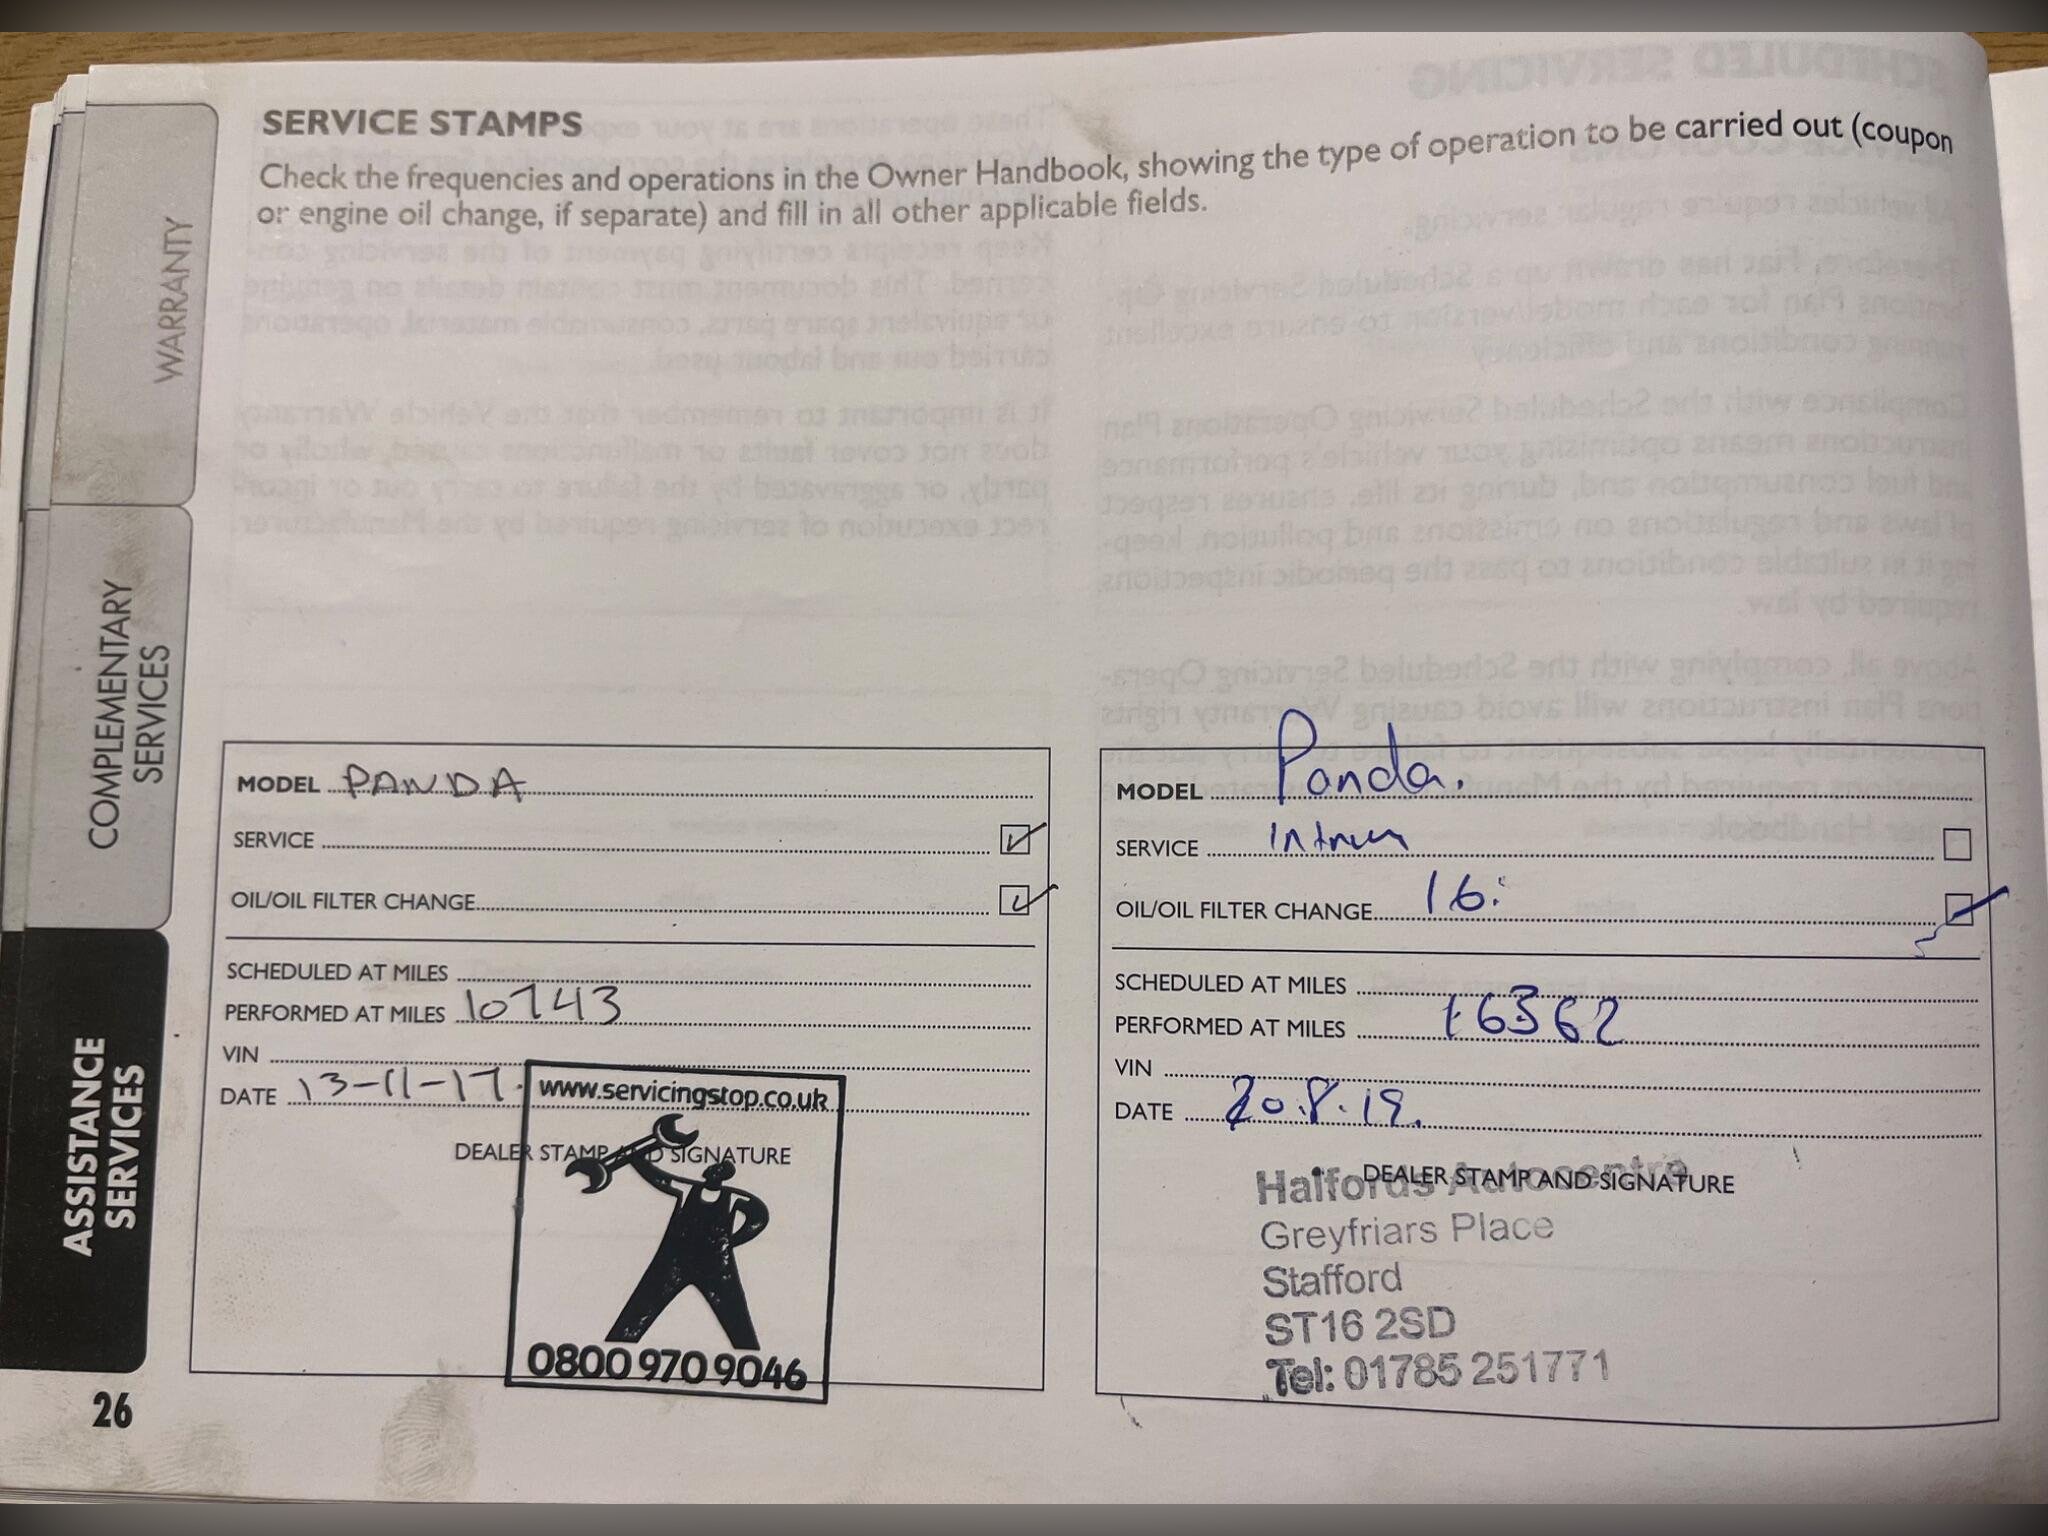 SERVICE STAMPS
Check the frequencies and operations in the Owner Handbook, showing the type of operation to be carried out (coupon
or engine oil change, if separate) and fill in all other applicable fields.
WARRANTY
COMPLEMENTARY
SERVICES
ASSISTANCE
SERVICES
26
MODEL PANDA
SERVICE
OIL/OIL FILTER CHANGE
SCHEDULED AT MILES
PERFORMED AT MILES 10743
VIN
DATE 13-11-17.
DEALER STAMP AND SIGNATURE
www.servicingstop.co.uk
0800 970 9046
MODEL Panda.
SERVICE
OIL/OIL FILTER CHANGE 16.
SCHEDULED AT MILES
PERFORMED AT MILES 16362
VIN
DATE 20.8.19.
DEALER STAMP AND SIGNATURE
Halfords Autocentre
Greyfriars Place
Stafford
ST16 2SD
Tel: 01785 251771